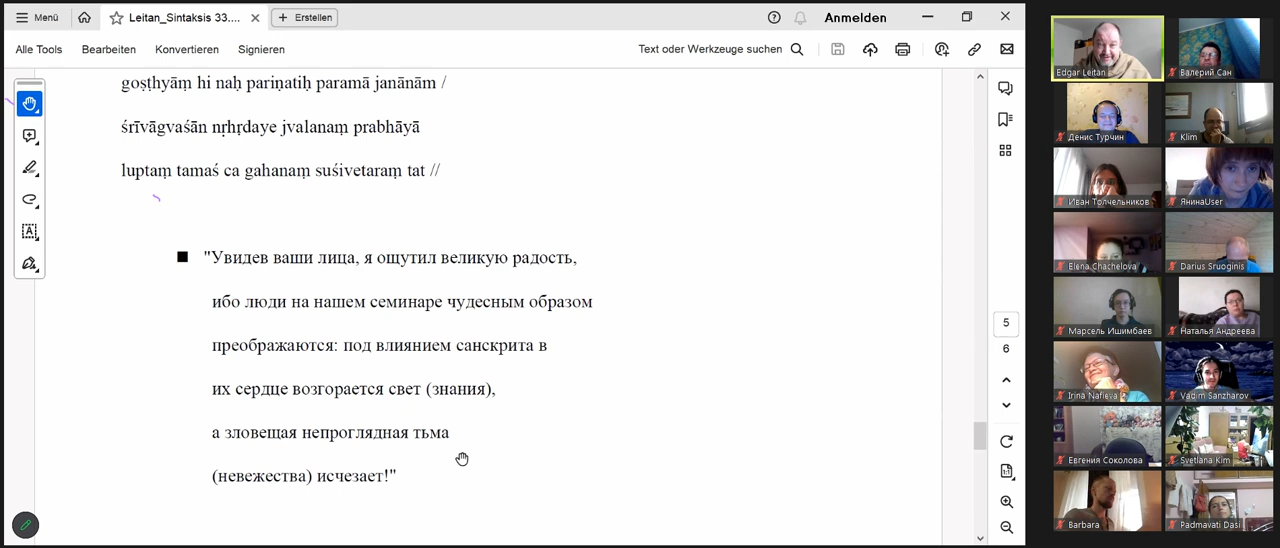 Menü
Leitan_Sintaksis 33....
Erstellen
Anmelden
Alle Tools
Bearbeiten
Konvertieren
Signieren
Text oder Werkzeuge suchen
goṣṭhyāṃ hi naḥ pariṇatiḥ paramā janānām /
śrīvāgvaśān nṛhṛdaye jvalanaṃ prabhāyā
luptaṃ tamaś ca gahanaṃ suśivetaraṃ tat //
■ "Увидев ваши лица, я ощутил великую радость,
ибо люди на нашем семинаре чудесным образом
преображаются: под влиянием санскрита в
их сердце возгорается свет (знания),
а зловещая непроглядная тьма
(невежества) исчезает!"
5
6
Edgar Leitan
Валерий Сан
Денис Турчин
Klim
Иван Толчельников
ЯнинаUser
Elena Chachelova
Darius Sruoginis
Марсель Ишимбаев
Наталья Андреева
Irina Nafieva
Vadim Sanzharov
Евгения Соколова
Svetlana Kim
Barbara
Padmavati Dasi